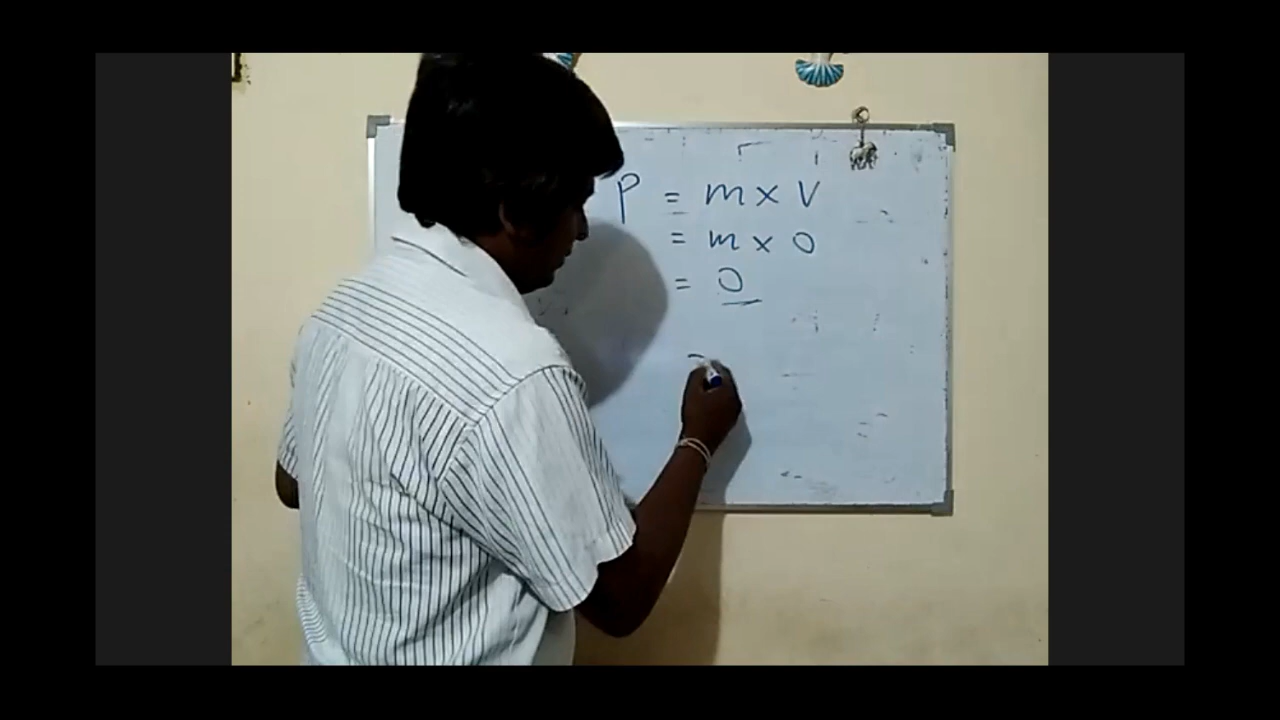 P = m × V
= m × 0
= 0